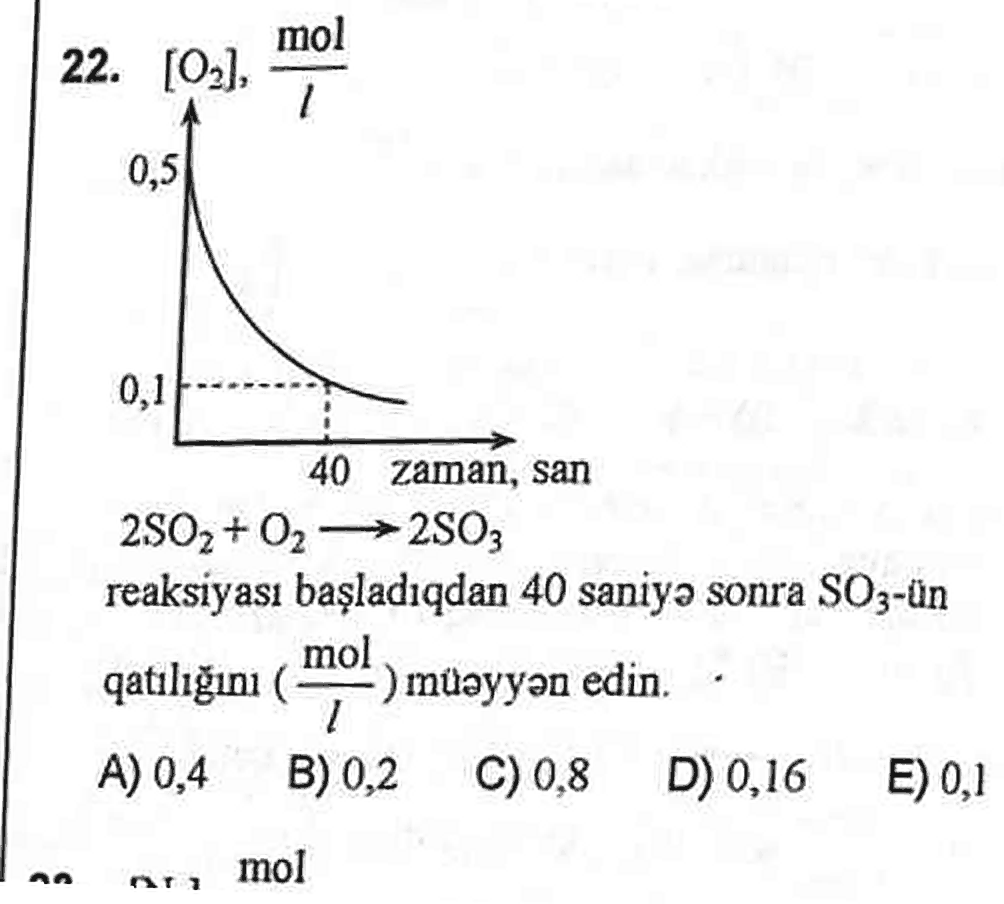 22. [O₂], mol/l
0,5
0,1
40 zaman, san
2SO₂ + O₂ → 2SO₃
reaksiyası başladıqdan 40 saniyə sonra SO₃-ün
qatılığını (mol/l) müəyyən edin.
A) 0,4 B) 0,2 C) 0,8 D) 0,16 E) 0,1
mol